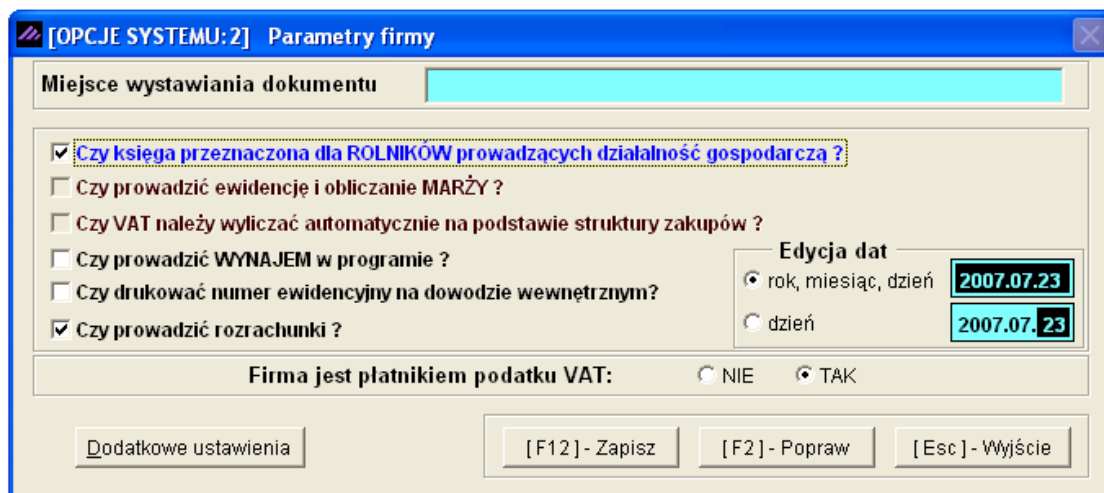 [OPCJE SYSTEMU:2] Parametry firmy
Miejsce wystawiania dokumentu
Czy księga przeznaczona dla ROLNIKÓW prowadzących działalność gospodarczą ?
Czy prowadzić ewidencję i obliczanie MARŻY ?
Czy VAT należy wyliczać automatycznie na podstawie struktury zakupów ?
Czy prowadzić WYNAJEM w programie ?
Czy drukować numer ewidencyjny na dowodzie wewnętrznym?
Czy prowadzić rozrachunki ?
Edycja dat
rok, miesiąc, dzień 2007.07.23
dzień 2007.07.23
Firma jest płatnikiem podatku VAT: NIE TAK
Dodatkowe ustawienia [F12]-Zapisz [F2]-Popraw [Esc]-Wyjście